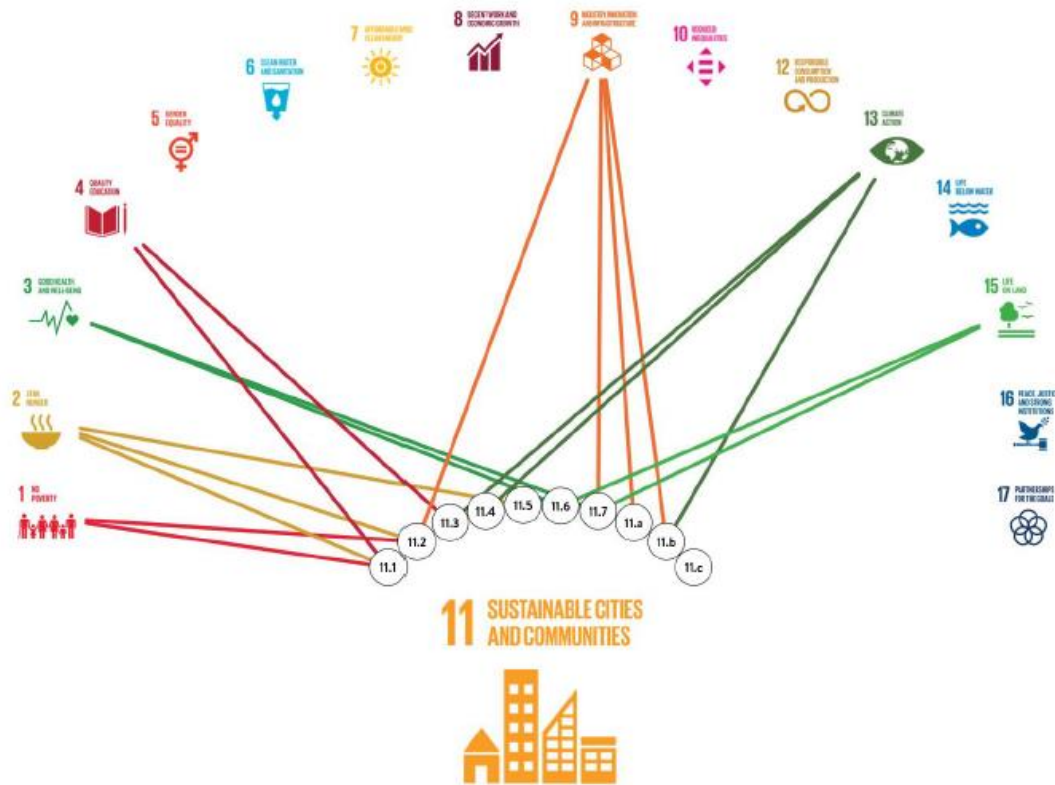 8 DECENT WORK AND
ECONOMIC GROWTH
9 INDUSTRY, INNOVATION
AND INFRASTRUCTURE
7 AFFORDABLE AND
CLEAN ENERGY
10 REDUCED
INEQUALITIES
6 CLEAN WATER
AND SANITATION
12 RESPONSIBLE
CONSUMPTION
AND PRODUCTION
5 GENDER
EQUALITY
13 CLIMATE
ACTION
4 QUALITY
EDUCATION
14 LIFE
BELOW WATER
3 GOOD HEALTH
AND WELL-BEING
15 LIFE
ON LAND
2 ZERO
HUNGER
16 PEACE, JUSTICE
AND STRONG
INSTITUTIONS
1 NO
POVERTY
17 PARTNERSHIPS
FOR THE GOALS
11.1
11.2
11.3
11.4
11.5
11.6
11.7
11.a
11.b
11.c
11 SUSTAINABLE CITIES
AND COMMUNITIES